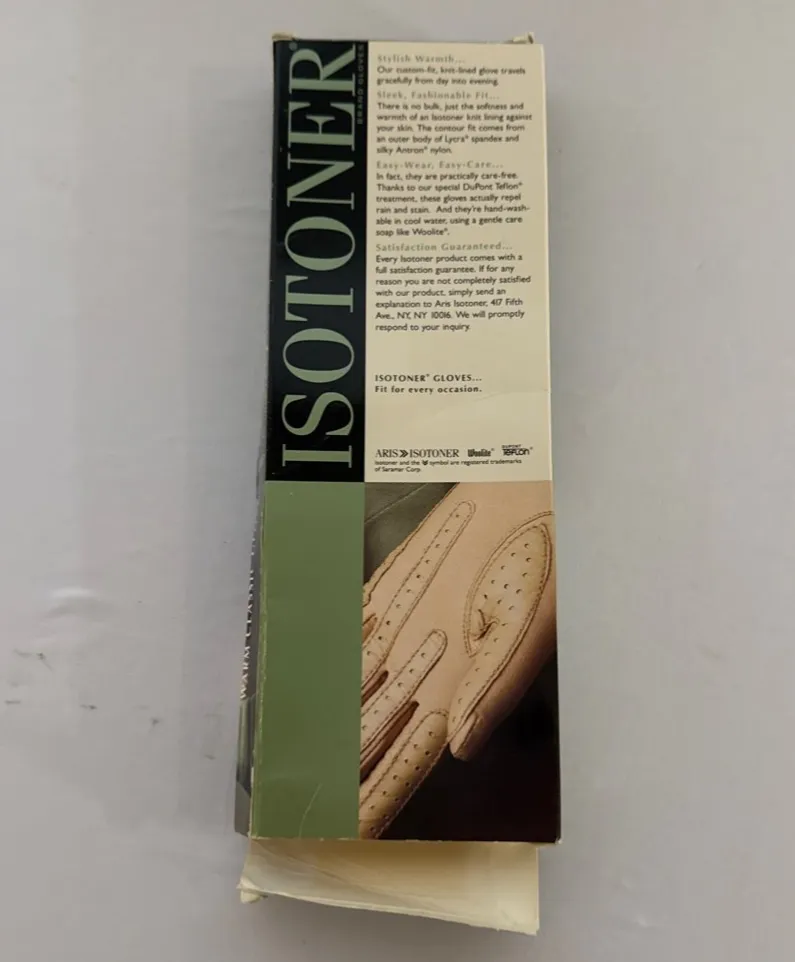 ISOTONER®
BRAND GLOVES
Stylish Warmth...
Our custom-fit, knit-lined glove travels
gracefully from day into evening.
Sleek, Fashionable Fit...
There is no bulk, just the softness and
warmth of an Isotoner knit lining against
your skin. The contour fit comes from
an outer body of Lycra® spandex and
silky Antron® nylon.
Easy-Wear, Easy-Care...
In fact, they are practically care-free.
Thanks to our special DuPont Teflon®
treatment, these gloves actually repel
rain and stain. And they're hand-wash-
able in cool water, using a gentle care
soap like Woolite®.
Satisfaction Guaranteed...
Every Isotoner product comes with a
full satisfaction guarantee. If for any
reason you are not completely satisfied
with our product, simply send an
explanation to Aris Isotoner, 417 Fifth
Ave., NY, NY 10016. We will promptly
respond to your inquiry.
ISOTONER® GLOVES...
Fit for every occasion.
ARIS ISOTONER Woolite® DUPONT TEFLON®
Isotoner and the symbol are registered trademarks
of Saramar Corp.
WARM CLASSIC